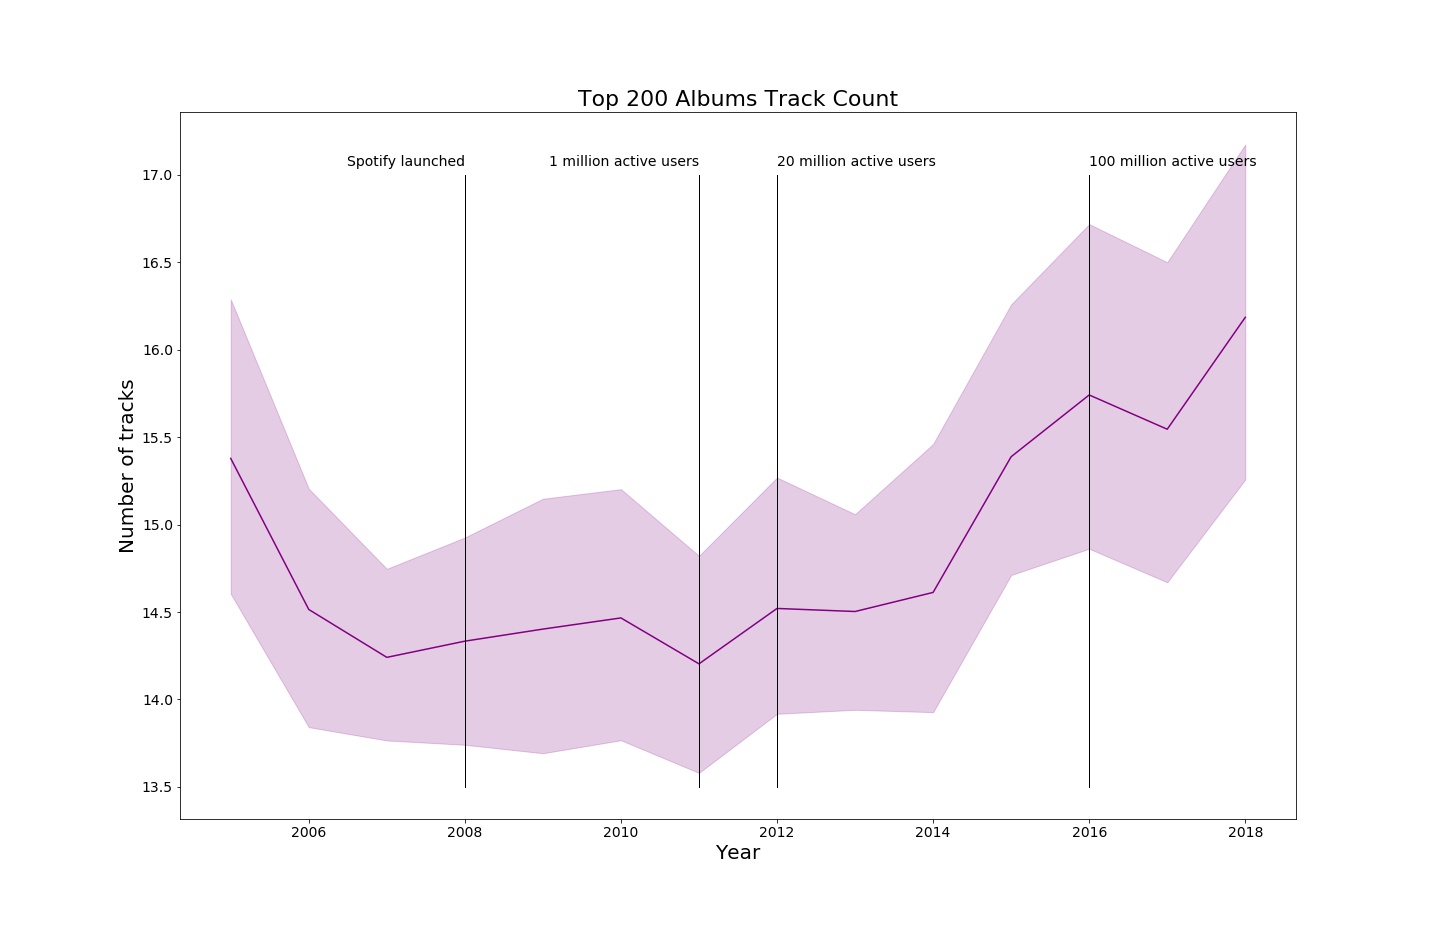 Top 200 Albums Track Count
Spotify launched
1 million active users
20 million active users
100 million active users
17.0
16.5
16.0
15.5
15.0
14.5
14.0
13.5
Number of tracks
2006
2008
2010
2012
2014
2016
2018
Year